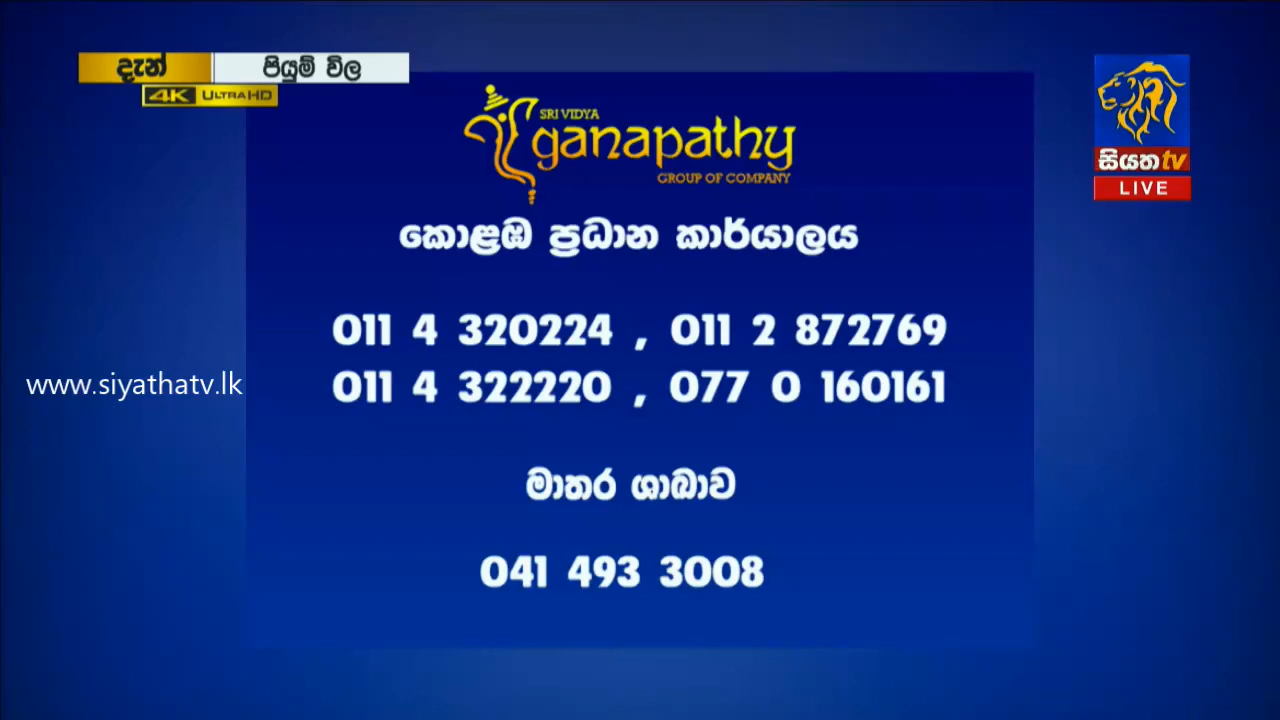 දැන් පියුම් විල
4K ULTRA HD
සියත tv
LIVE
SRI VIDYA
ganapathy
GROUP OF COMPANY
කොළඹ ප්‍රධාන කාර්යාලය
011 4 320224 , 011 2 872769
011 4 322220 , 077 0 160161
www.siyathatv.lk
මාතර ශාඛාව
041 493 3008